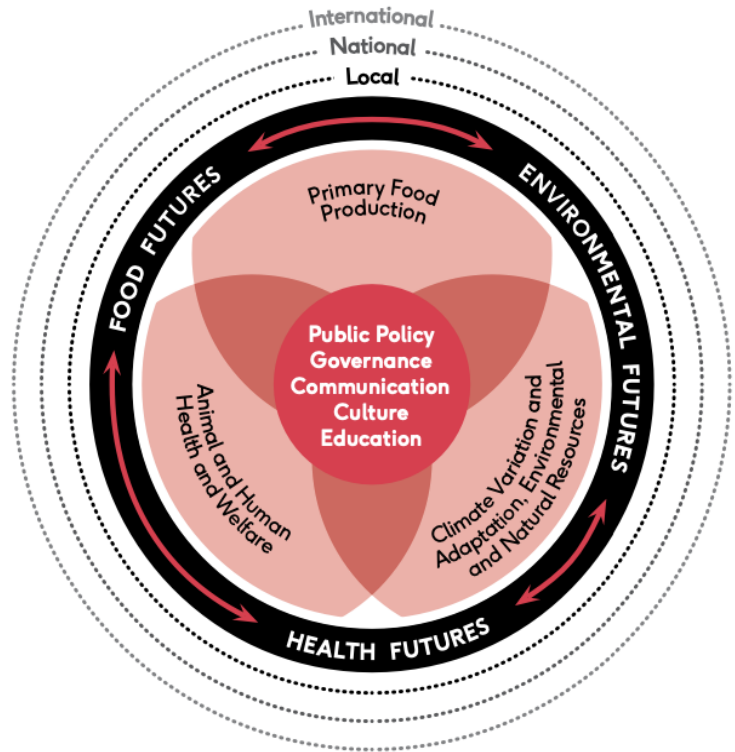 International
National
Local
FOOD FUTURES
ENVIRONMENTAL FUTURES
Primary Food
Production
Public Policy
Governance
Communication
Culture
Education
Animal and Human
Health and Welfare
Climate Variation and
Adaptation, Environmental
and Natural Resources
HEALTH FUTURES